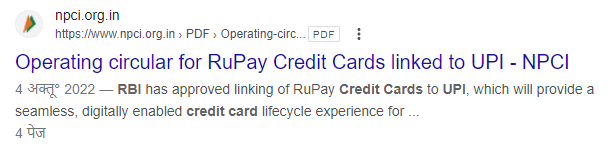 npci.org.in
https://www.npci.org.in › PDF › Operating-circ... PDF
Operating circular for RuPay Credit Cards linked to UPI - NPCI
4 अक्तू° 2022 — RBI has approved linking of RuPay Credit Cards to UPI, which will provide a
seamless, digitally enabled credit card lifecycle experience for ...
4 पेज